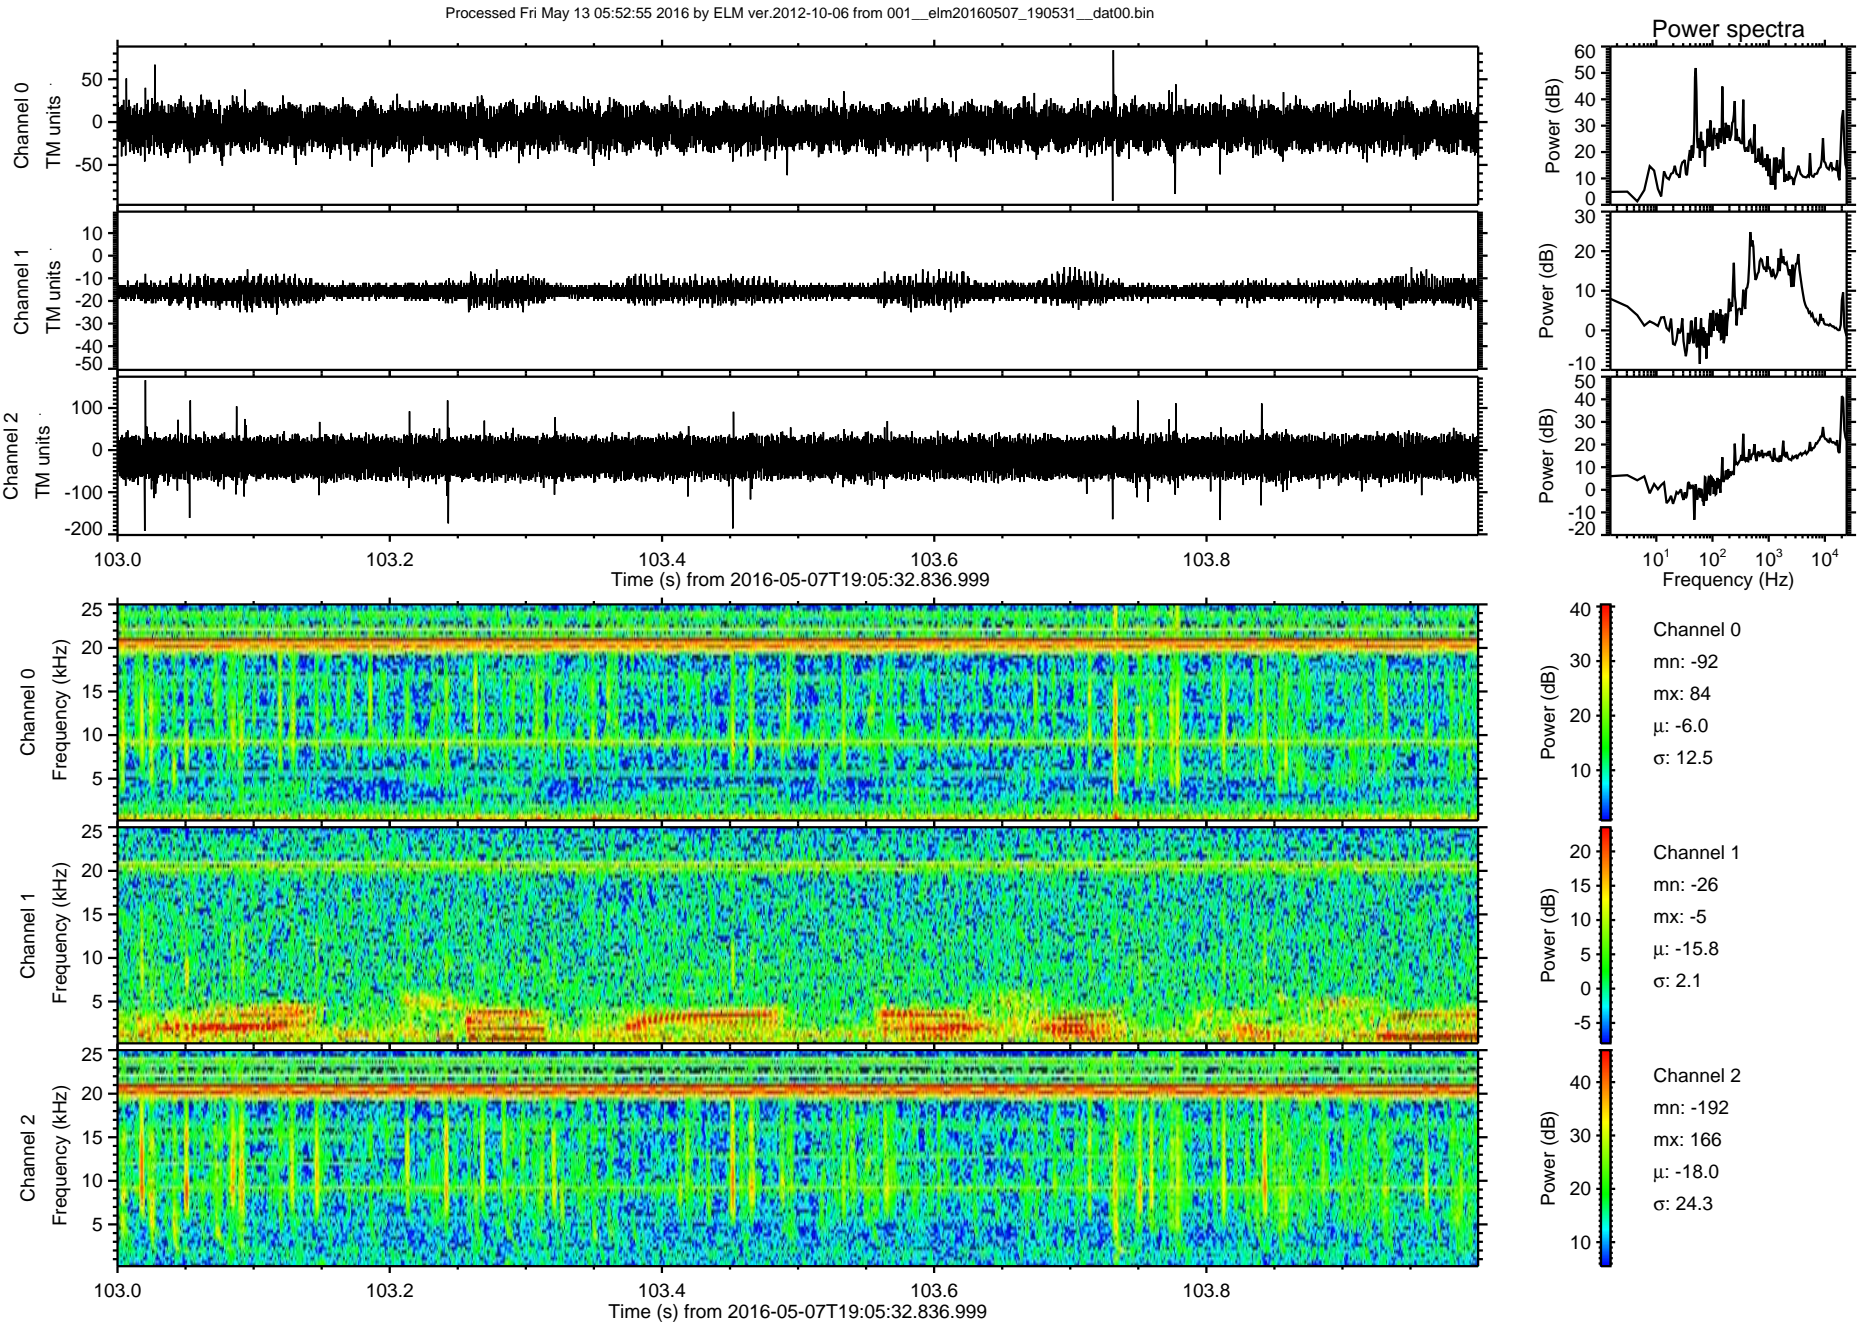 Processed Fri May 13 05:52:55 2016 by ELM ver.2012-10-06 from 001__elm20160507_190531__dat00.bin
Power spectra
Channel 0
TM units
50
0
-50
Power (dB)
60
50
40
30
20
10
0
Channel 1
TM units
10
0
-10
-20
-30
-40
-50
Power (dB)
30
20
10
0
-10
Channel 2
TM units
100
0
-100
-200
Power (dB)
50
40
30
20
10
0
-10
-20
103.0 103.2 103.4 103.6 103.8
Time (s) from 2016-05-07T19:05:32.836.999
10^1 10^2 10^3 10^4
Frequency (Hz)
Channel 0
Frequency (kHz)
25
20
15
10
5
Power (dB)
40
30
20
10
Channel 0
mn: -92
mx: 84
μ: -6.0
σ: 12.5
Channel 1
Frequency (kHz)
25
20
15
10
5
Power (dB)
20
15
10
5
0
-5
Channel 1
mn: -26
mx: -5
μ: -15.8
σ: 2.1
Channel 2
Frequency (kHz)
25
20
15
10
5
Power (dB)
40
30
20
10
Channel 2
mn: -192
mx: 166
μ: -18.0
σ: 24.3
103.0 103.2 103.4 103.6 103.8
Time (s) from 2016-05-07T19:05:32.836.999